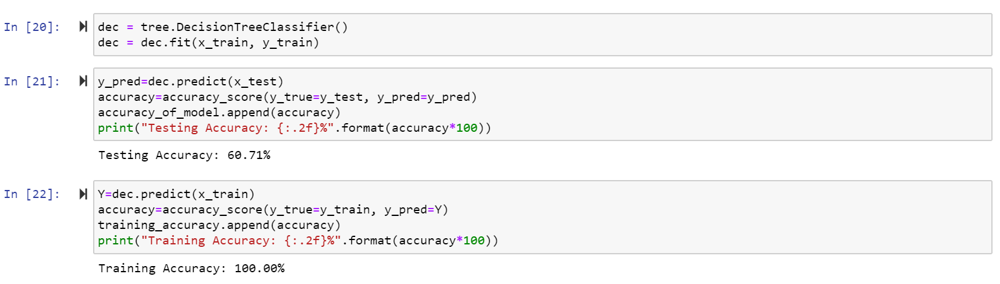 In [20]:
dec = tree.DecisionTreeClassifier()
dec = dec.fit(x_train, y_train)
In [21]:
y_pred=dec.predict(x_test)
accuracy=accuracy_score(y_true=y_test, y_pred=y_pred)
accuracy_of_model.append(accuracy)
print("Testing Accuracy: {:.2f}%".format(accuracy*100))
Testing Accuracy: 60.71%
In [22]:
Y=dec.predict(x_train)
accuracy=accuracy_score(y_true=y_train, y_pred=Y)
training_accuracy.append(accuracy)
print("Training Accuracy: {:.2f}%".format(accuracy*100))
Training Accuracy: 100.00%